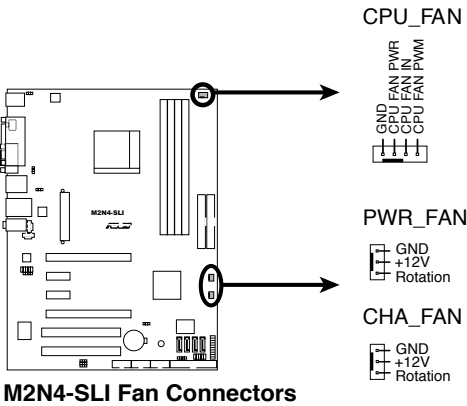 CPU_FAN
GND
CPU FAN PWR
CPU FAN IN
CPU FAN PWM
M2N4-SLI
ASUS
PWR_FAN
GND
+12V
Rotation
CHA_FAN
GND
+12V
Rotation
M2N4-SLI Fan Connectors